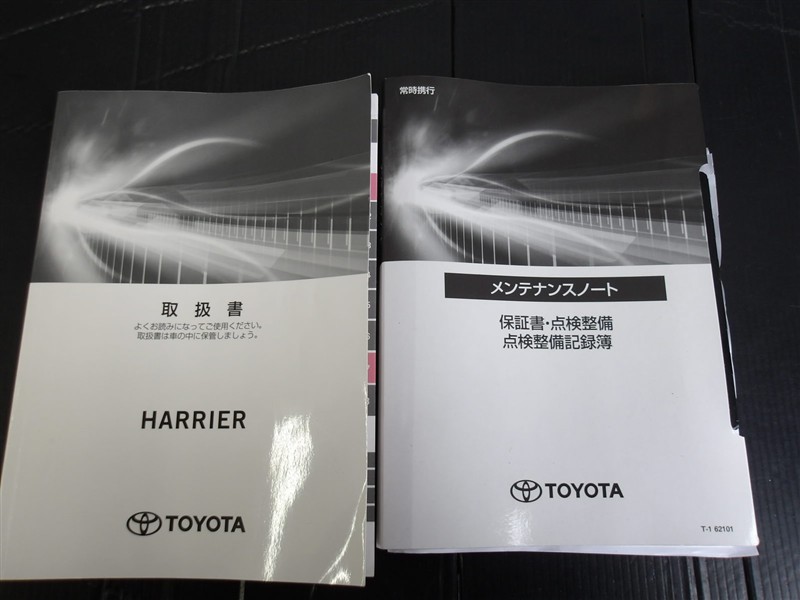 取扱書
よくお読みになってご使用ください。
取扱書は車の中に保管しましょう。
HARRIER
TOYOTA
常時携行
メンテナンスノート
保証書・点検整備
点検整備記録簿
TOYOTA
T-1 62101